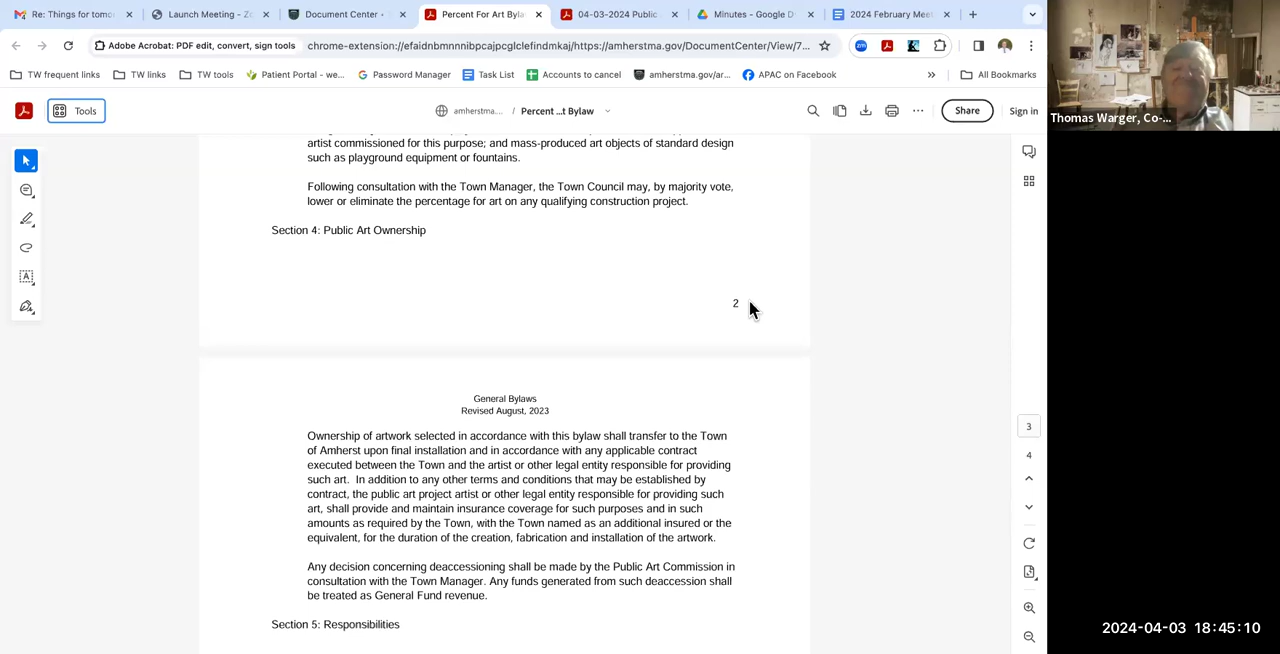 Re: Things for tomo
Launch Meeting - Z
Document Center •
Percent For Art Byla
04-03-2024 Public
Minutes - Google D
2024 February Mee
Adobe Acrobat: PDF edit, convert, sign tools
chrome-extension://efaidnbmnnnibpcajpcglclefindmkaj/https://amherstma.gov/DocumentCenter/View/7...
TW frequent links
TW links
TW tools
Patient Portal - we...
Password Manager
Task List
Accounts to cancel
amherstma.gov/ar...
APAC on Facebook
All Bookmarks
Thomas Warger, Co-...
Tools
amherstma...
/ Percent ...t Bylaw
Share
Sign in
artist commissioned for this purpose; and mass-produced art objects of standard design
such as playground equipment or fountains.
Following consultation with the Town Manager, the Town Council may, by majority vote,
lower or eliminate the percentage for art on any qualifying construction project.
Section 4: Public Art Ownership
2
General Bylaws
Revised August, 2023
Ownership of artwork selected in accordance with this bylaw shall transfer to the Town
of Amherst upon final installation and in accordance with any applicable contract
executed between the Town and the artist or other legal entity responsible for providing
such art. In addition to any other terms and conditions that may be established by
contract, the public art project artist or other legal entity responsible for providing such
art, shall provide and maintain insurance coverage for such purposes and in such
amounts as required by the Town, with the Town named as an additional insured or the
equivalent, for the duration of the creation, fabrication and installation of the artwork.
Any decision concerning deaccessioning shall be made by the Public Art Commission in
consultation with the Town Manager. Any funds generated from such deaccession shall
be treated as General Fund revenue.
Section 5: Responsibilities
3
4
2024-04-03 18:45:10